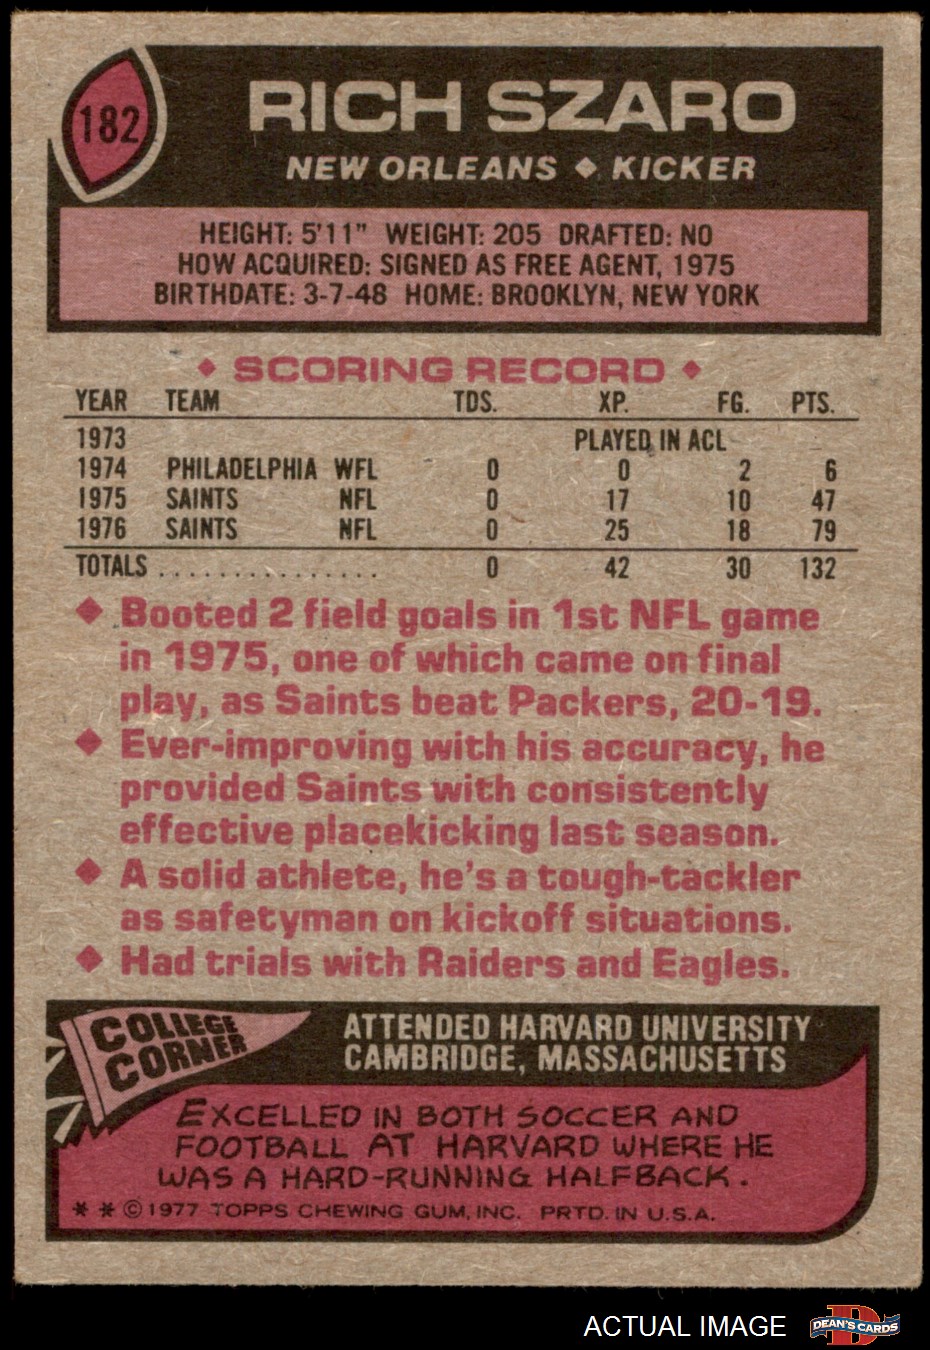 182
RICH SZARO
NEW ORLEANS ◆ KICKER
HEIGHT: 5'11" WEIGHT: 205 DRAFTED: NO
HOW ACQUIRED: SIGNED AS FREE AGENT, 1975
BIRTHDATE: 3-7-48 HOME: BROOKLYN, NEW YORK
◆ SCORING RECORD ◆
YEAR TEAM TDS. XP. FG. PTS.
1973 PLAYED IN ACL
1974 PHILADELPHIA WFL 0 0 2 6
1975 SAINTS NFL 0 17 10 47
1976 SAINTS NFL 0 25 18 79
TOTALS ............... 0 42 30 132
◆ Booted 2 field goals in 1st NFL game
in 1975, one of which came on final
play, as Saints beat Packers, 20-19.
◆ Ever-improving with his accuracy, he
provided Saints with consistently
effective placekicking last season.
◆ A solid athlete, he's a tough-tackler
as safetyman on kickoff situations.
◆ Had trials with Raiders and Eagles.
COLLEGE
CORNER
ATTENDED HARVARD UNIVERSITY
CAMBRIDGE, MASSACHUSETTS
EXCELLED IN BOTH SOCCER AND
FOOTBALL AT HARVARD WHERE HE
WAS A HARD-RUNNING HALFBACK.
* * © 1977 TOPPS CHEWING GUM, INC. PRTD. IN U.S.A.
ACTUAL IMAGE
D
DEAN'S CARDS